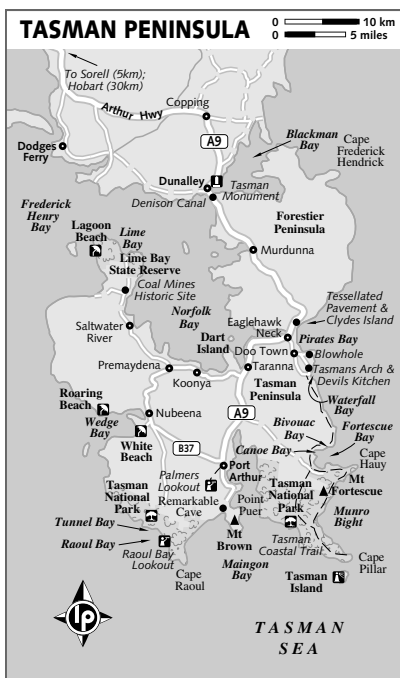 TASMAN PENINSULA
0 10 km
0 5 miles
To Sorell (5km);
Hobart (30km)
Arthur Hwy
Copping
A9
Blackman
Bay
Cape
Frederick
Hendrick
Dodges
Ferry
Dunalley
Tasman
Monument
Denison Canal
Frederick
Henry
Bay
Lagoon
Beach
Lime
Bay
Forestier
Peninsula
Lime Bay
State Reserve
Murdunna
Coal Mines
Historic Site
Norfolk
Bay
Tessellated
Pavement &
Clydes Island
Saltwater
River
Eaglehawk
Neck
Pirates Bay
Dart
Island
Doo Town
Blowhole
Premaydena
Taranna
Tasmans Arch &
Devils Kitchen
Koonya
Tasman
Peninsula
Waterfall
Bay
Roaring
Beach
Nubeena
A9
Bivouac
Bay
Fortescue
Bay
Wedge
Bay
White
Beach
B37
Canoe Bay
Cape
Hauy
Palmers
Lookout
Port
Arthur
Mt
Fortescue
Tasman
National
Park
Remarkable
Cave
Point
Puer
Tasman
National
Park
Munro
Bight
Tunnel Bay
Raoul Bay
Raoul Bay
Lookout
Mt
Brown
Tasman
Coastal Trail
Cape
Pillar
Cape
Raoul
Maingon
Bay
Tasman
Island
lp
TASMAN
SEA